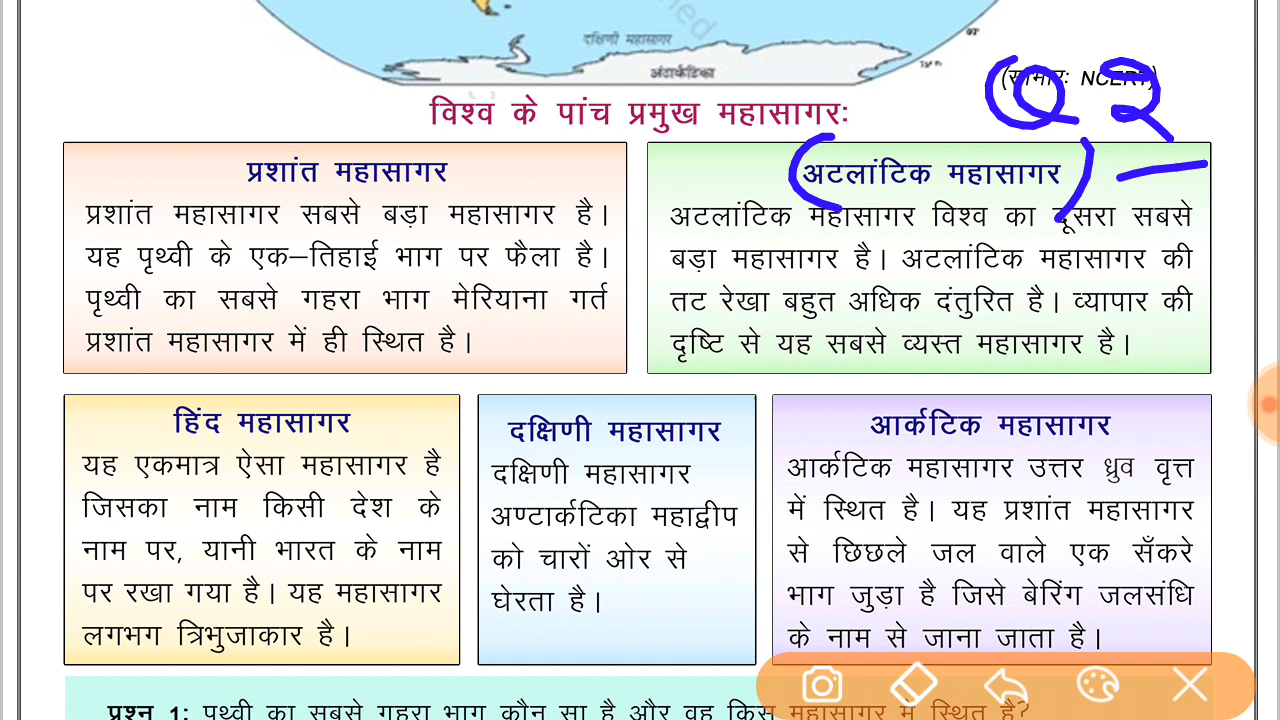 दक्षिणी महासागर
अंटार्कटिका
NCERT)
Q 2
विश्व के पांच प्रमुख महासागरः
प्रशांत महासागर
प्रशांत महासागर सबसे बड़ा महासागर है।
यह पृथ्वी के एक–तिहाई भाग पर फैला है।
पृथ्वी का सबसे गहरा भाग मेरियाना गर्त
प्रशांत महासागर में ही स्थित है।
अटलांटिक महासागर
अटलांटिक महासागर विश्व का दूसरा सबसे
बड़ा महासागर है। अटलांटिक महासागर की
तट रेखा बहुत अधिक दंतुरित है। व्यापार की
दृष्टि से यह सबसे व्यस्त महासागर है।
हिंद महासागर
यह एकमात्र ऐसा महासागर है
जिसका नाम किसी देश के
नाम पर, यानी भारत के नाम
पर रखा गया है। यह महासागर
लगभग त्रिभुजाकार है।
दक्षिणी महासागर
दक्षिणी महासागर
अण्टार्कटिका महाद्वीप
को चारों ओर से
घेरता है।
आर्कटिक महासागर
आर्कटिक महासागर उत्तर ध्रुव वृत्त
में स्थित है। यह प्रशांत महासागर
से छिछले जल वाले एक सँकरे
भाग जुड़ा है जिसे बेरिंग जलसंधि
के नाम से जाना जाता है।
प्रश्न 1: पृथ्वी का सबसे गहरा भाग कौन सा है और वह किस महासागर में स्थित है?